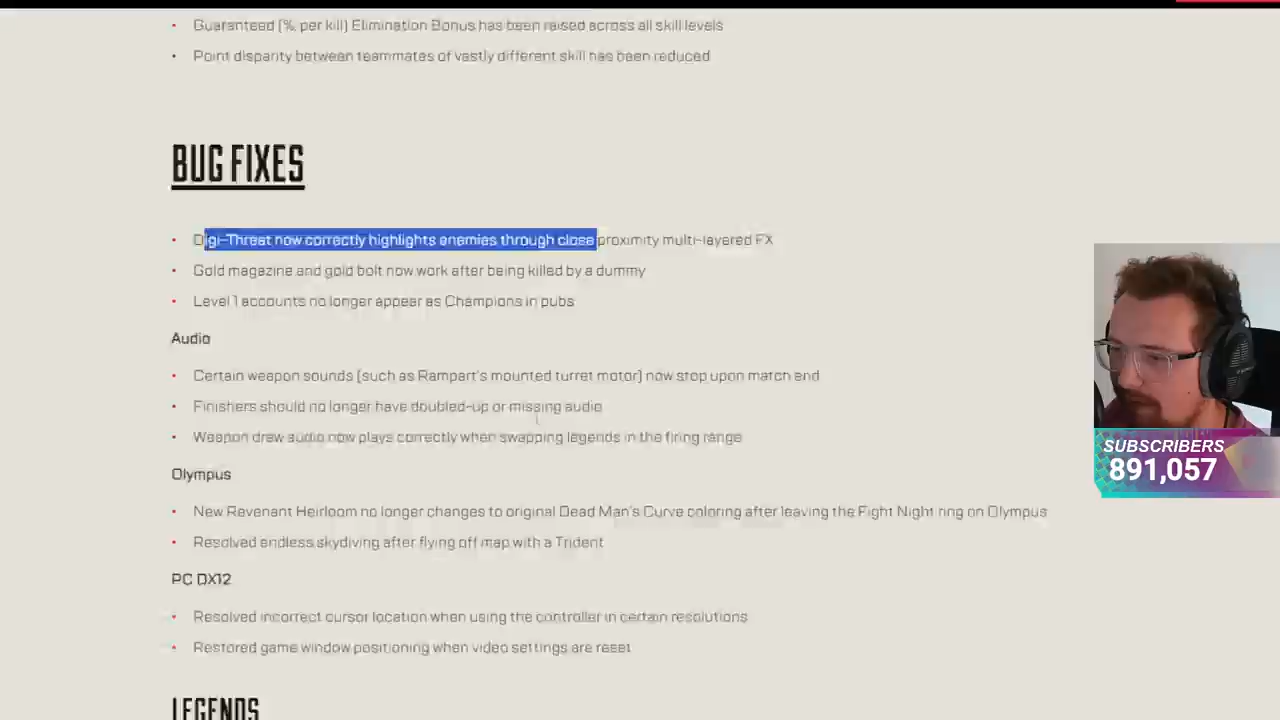 Guaranteed (% per kill) Elimination Bonus has been raised across all skill levels
Point disparity between teammates of vastly different skill has been reduced
BUG FIXES
Digi-Threat now correctly highlights enemies through close proximity multi-layered FX
Gold magazine and gold bolt now work after being killed by a dummy
Level 1 accounts no longer appear as Champions in pubs
Audio
Certain weapon sounds (such as Rampart's mounted turret motor) now stop upon match end
Finishers should no longer have doubled-up or missing audio
Weapon draw audio now plays correctly when swapping legends in the firing range
SUBSCRIBERS
891,057
Olympus
New Revenant Heirloom no longer changes to original Dead Man's Curve coloring after leaving the Fight Night ring on Olympus
Resolved endless skydiving after flying off map with a Trident
PC DX12
Resolved incorrect cursor location when using the controller in certain resolutions
Restored game window positioning when video settings are reset
LEGENDS